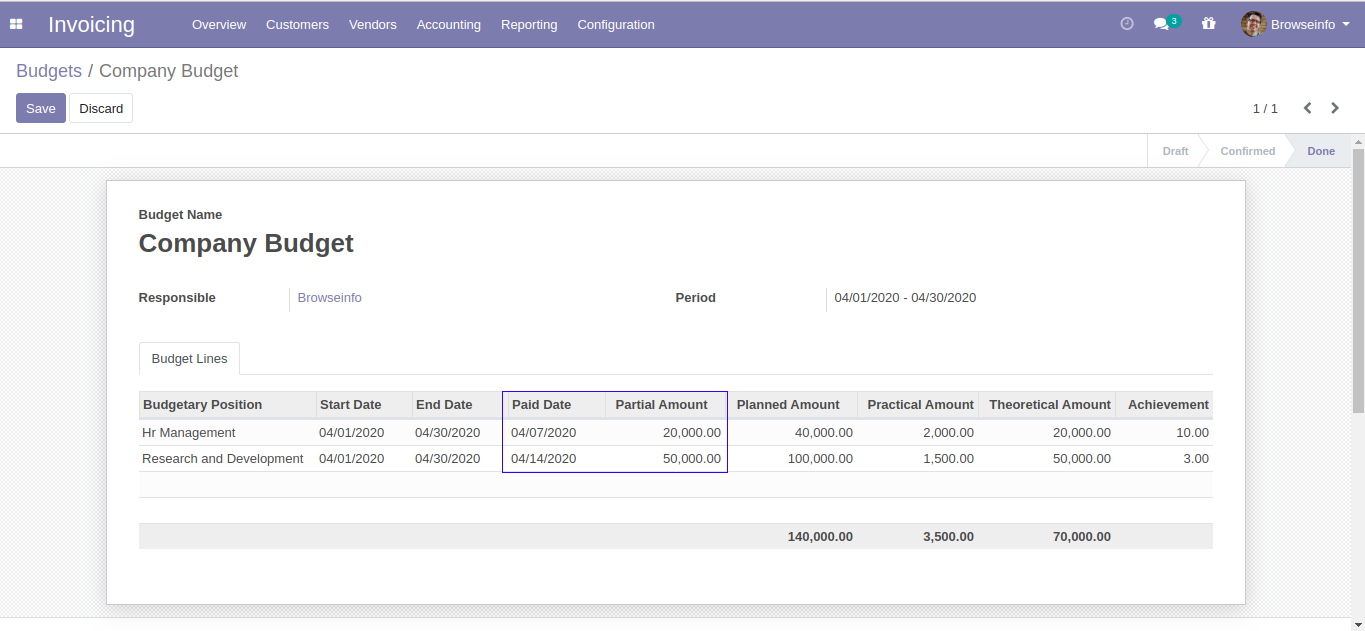 Invoicing Overview Customers Vendors Accounting Reporting Configuration 3 Browseinfo
Budgets / Company Budget
Save Discard 1 / 1
Draft Confirmed Done
Budget Name
Company Budget
Responsible Browseinfo Period 04/01/2020 - 04/30/2020
Budget Lines
Budgetary Position Start Date End Date Paid Date Partial Amount Planned Amount Practical Amount Theoretical Amount Achievement
Hr Management 04/01/2020 04/30/2020 04/07/2020 20,000.00 40,000.00 2,000.00 20,000.00 10.00
Research and Development 04/01/2020 04/30/2020 04/14/2020 50,000.00 100,000.00 1,500.00 50,000.00 3.00
140,000.00 3,500.00 70,000.00